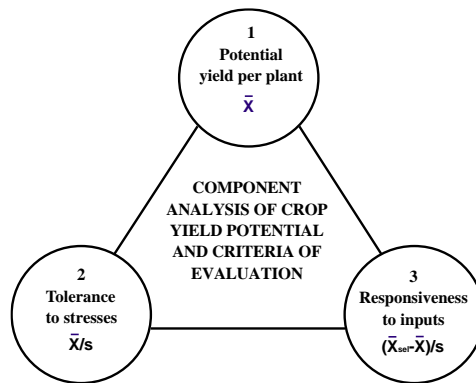 1
Potential
yield per plant
X̄
COMPONENT
ANALYSIS OF CROP
YIELD POTENTIAL
AND CRITERIA OF
EVALUATION
2
Tolerance
to stresses
X̄/s
3
Responsiveness
to inputs
(X̄sel-X̄)/s